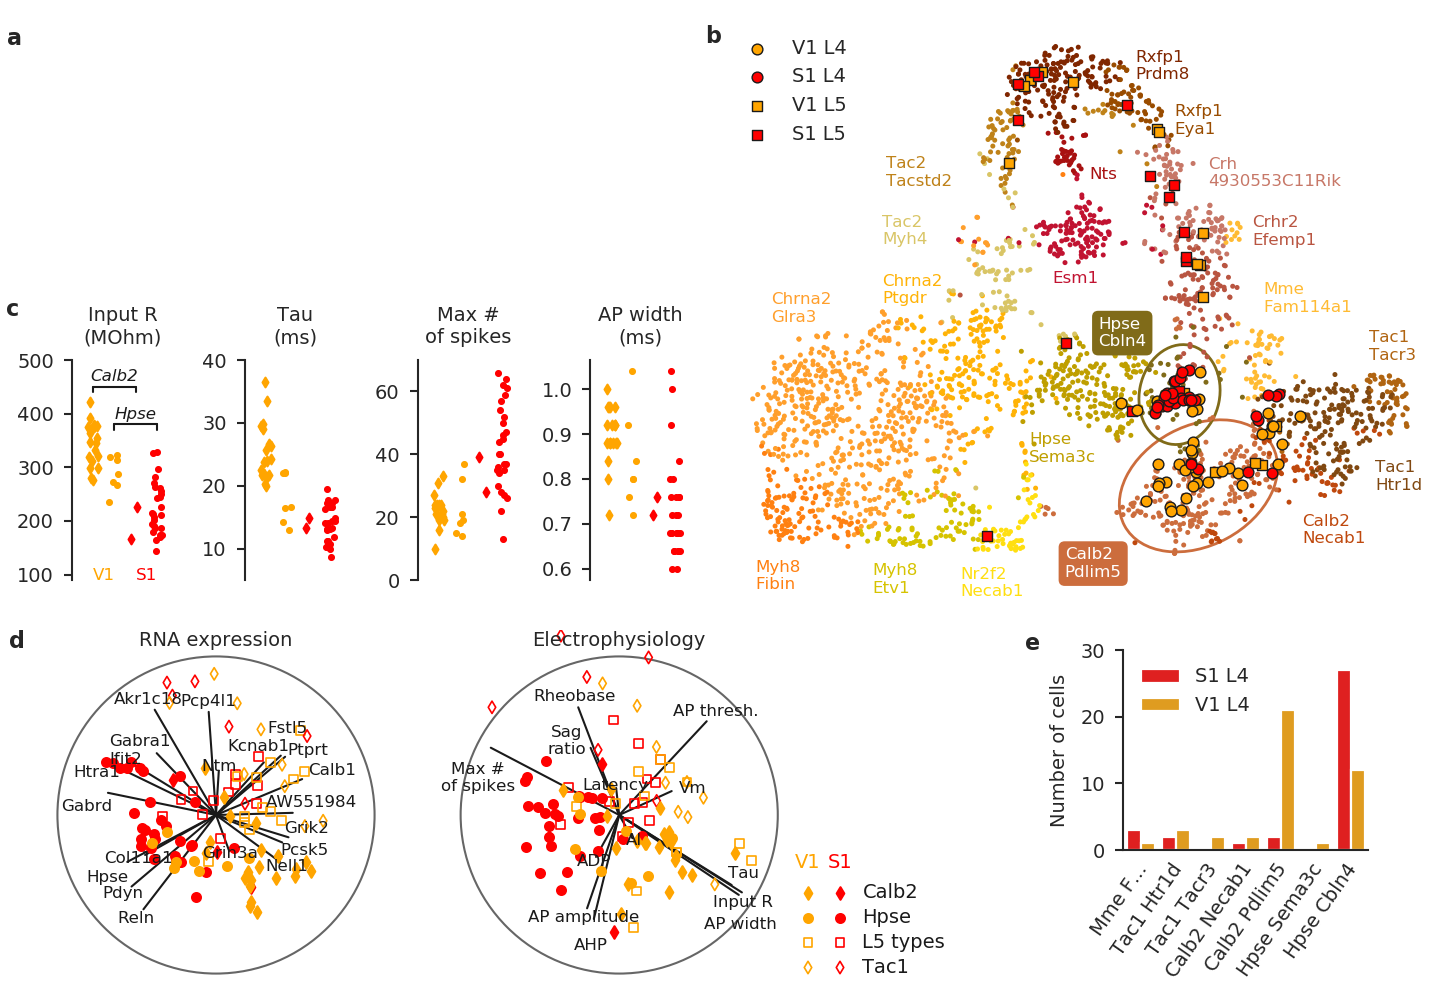 a
b
V1 L4
S1 L4
V1 L5
S1 L5
Rxfp1
Prdm8
Rxfp1
Eya1
Tac2
Tacstd2
Nts
Crh
4930553C11Rik
Tac2
Myh4
Crhr2
Efemp1
Esm1
Chrna2
Ptgdr
Chrna2
Glra3
Mme
Fam114a1
Hpse
Cbln4
Tac1
Tacr3
Hpse
Sema3c
Tac1
Htr1d
Calb2
Necab1
Calb2
Pdlim5
Myh8
Fibin
Myh8
Etv1
Nr2f2
Necab1
c
Input R
(MOhm)
Tau
(ms)
Max #
of spikes
AP width
(ms)
500
400
300
200
100
Calb2
Hpse
V1
S1
40
30
20
10
60
40
20
0
1.0
0.9
0.8
0.7
0.6
d
RNA expression
Akr1c18
Pcp4l1
Gabra1
Ifit2
Htra1
Gabrd
Fstl5
Kcnab1
Ptprt
Ntm
Calb1
AW551984
Grik2
Pcsk5
Nell1
Grin3a
Col11a1
Hpse
Pdyn
Reln
Electrophysiology
Rheobase
AP thresh.
Sag
ratio
Max #
of spikes
Latency
Vm
AI
ADP
Tau
Input R
AP width
AP amplitude
AHP
V1 S1
Calb2
Hpse
L5 types
Tac1
e
Number of cells
30
20
10
0
S1 L4
V1 L4
Mme F...
Tac1 Htr1d
Tac1 Tacr3
Calb2 Necab1
Calb2 Pdlim5
Hpse Sema3c
Hpse Cbln4